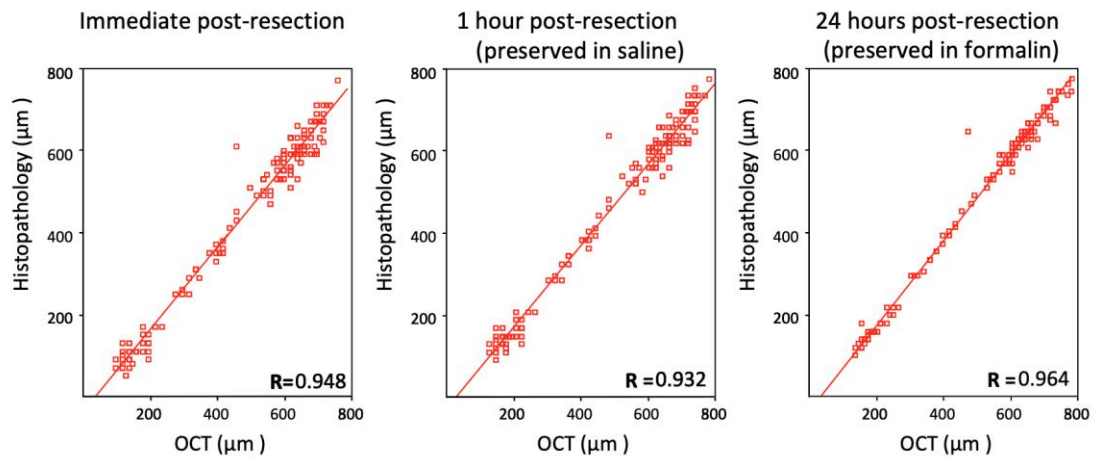 Immediate post-resection
800
600
400
200
Histopathology (µm )
R=0.948
200 400 600 800
OCT (µm )
1 hour post-resection
(preserved in saline)
800
600
400
200
Histopathology (µm )
R=0.932
200 400 600 800
OCT (µm )
24 hours post-resection
(preserved in formalin)
800
600
400
200
Histopathology (µm )
R=0.964
200 400 600 800
OCT (µm )